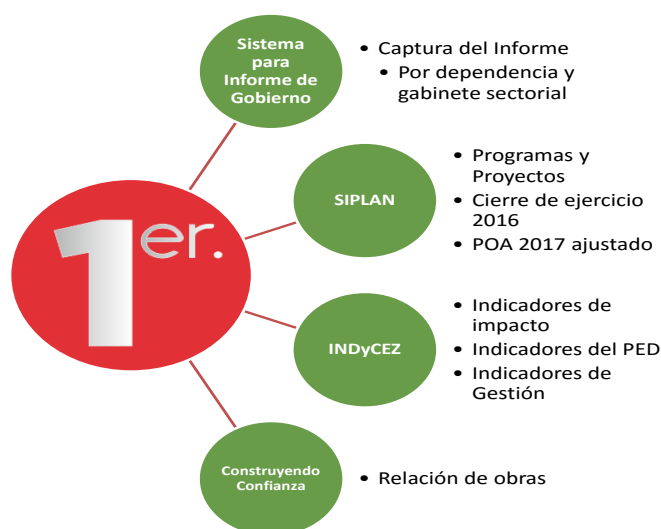 1er.
Sistema
para
Informe de
Gobierno
• Captura del Informe
• Por dependencia y
gabinete sectorial
SIPLAN
• Programas y
Proyectos
• Cierre de ejercicio
2016
• POA 2017 ajustado
INDyCEZ
• Indicadores de
impacto
• Indicadores del PED
• Indicadores de
Gestión
Construyendo
Confianza
• Relación de obras